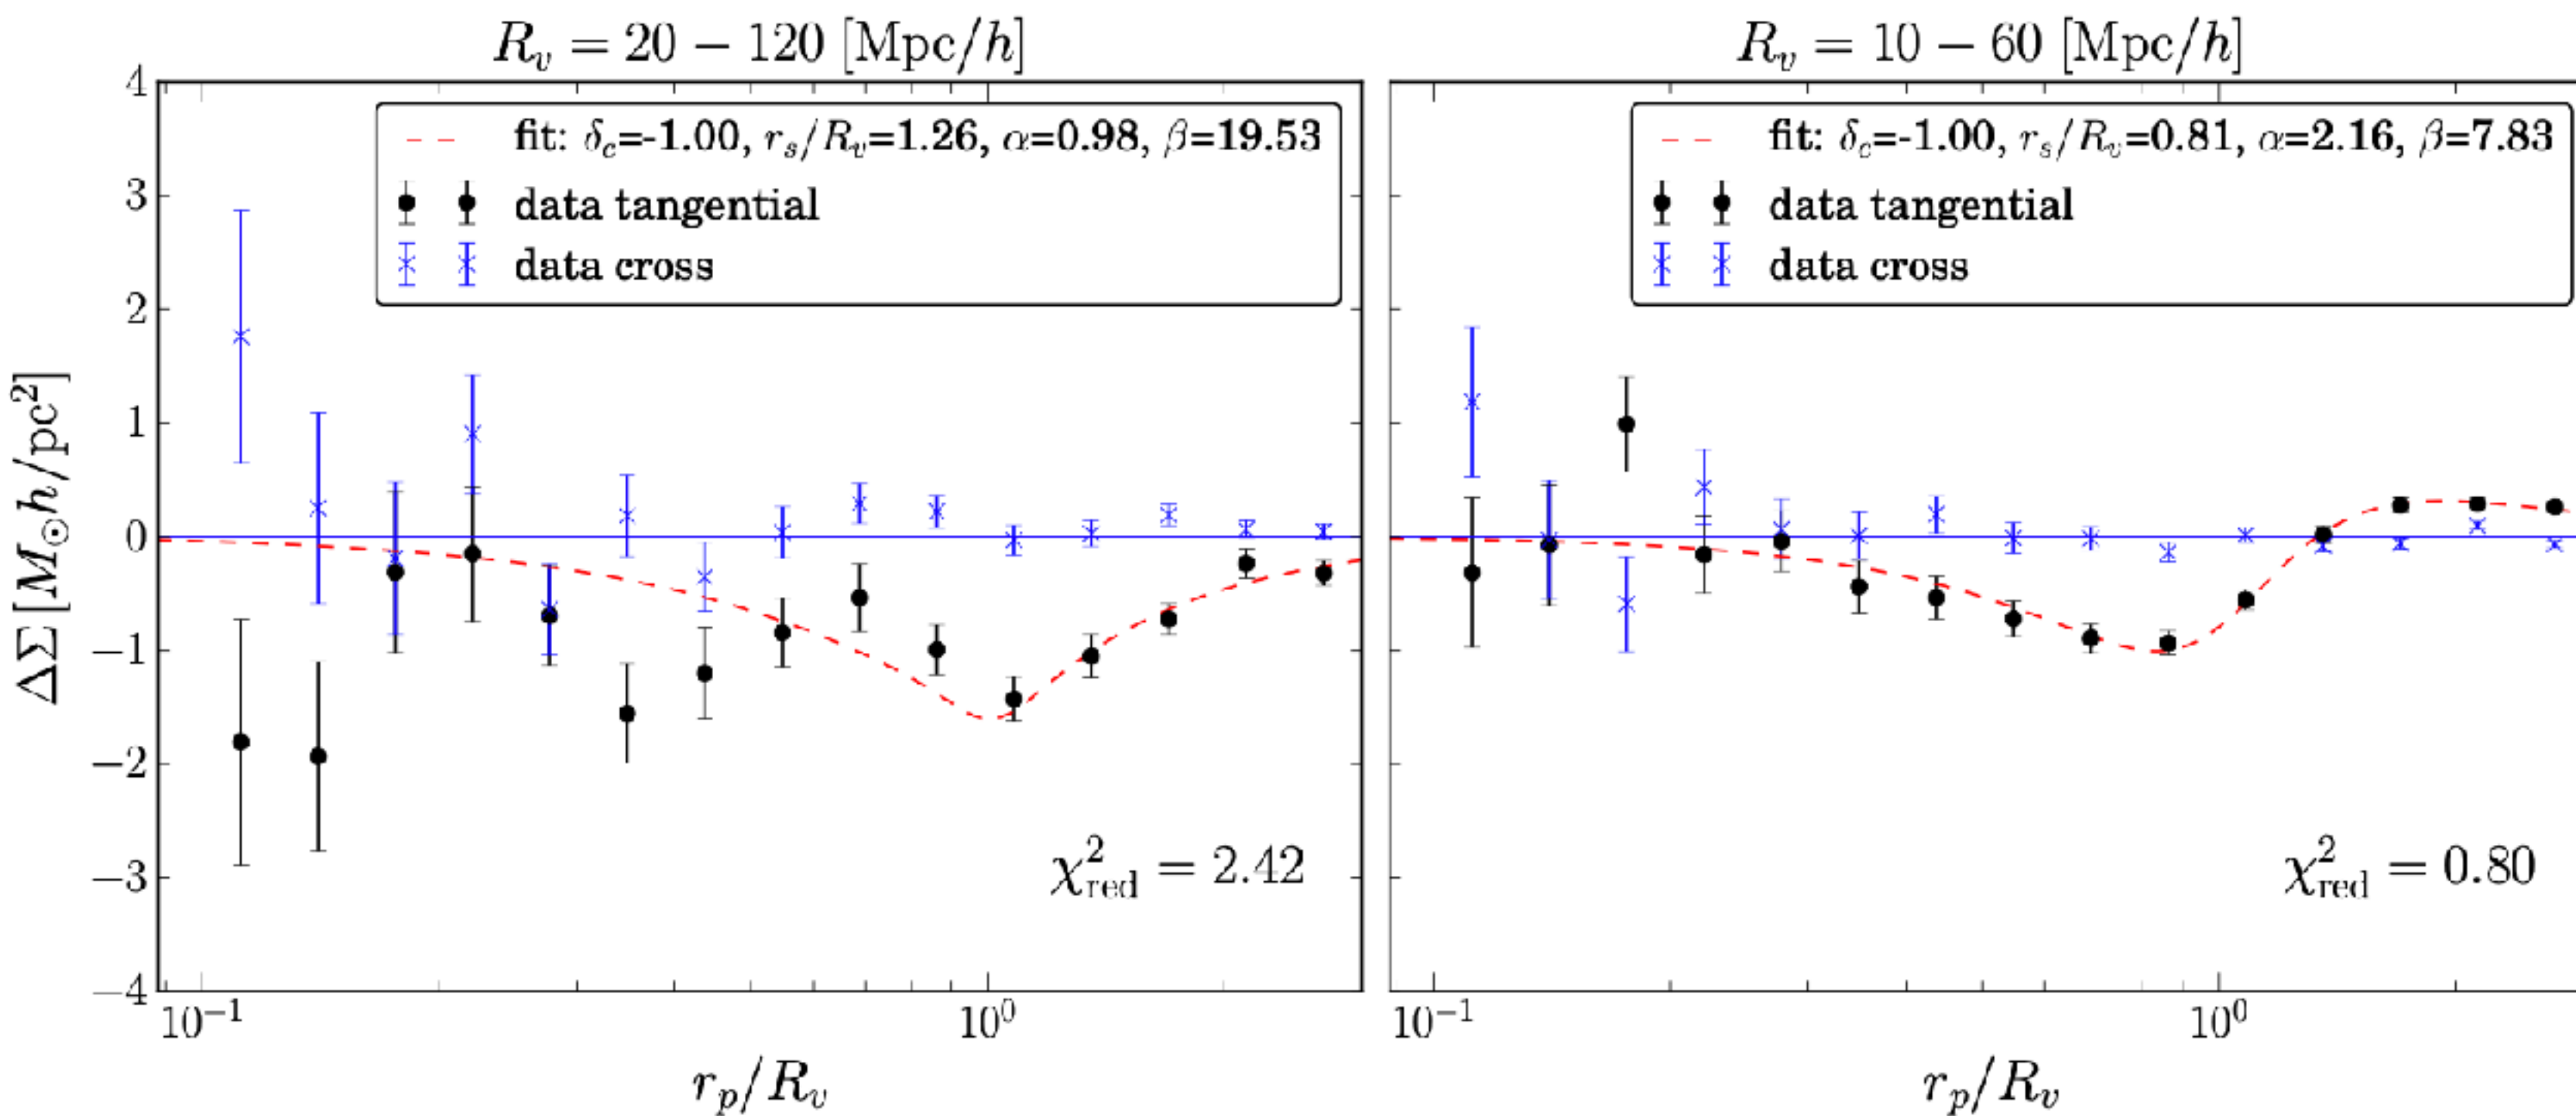 R_v = 20 − 120 [Mpc/h]
R_v = 10 − 60 [Mpc/h]
ΔΣ [M_⊙h/pc²]
4
3
2
1
0
−1
−2
−3
−4
fit: δ_c=-1.00, r_s/R_v=1.26, α=0.98, β=19.53
data tangential
data cross
χ²_red = 2.42
10⁻¹
10⁰
r_p/R_v
fit: δ_c=-1.00, r_s/R_v=0.81, α=2.16, β=7.83
data tangential
data cross
χ²_red = 0.80
10⁻¹
10⁰
r_p/R_v